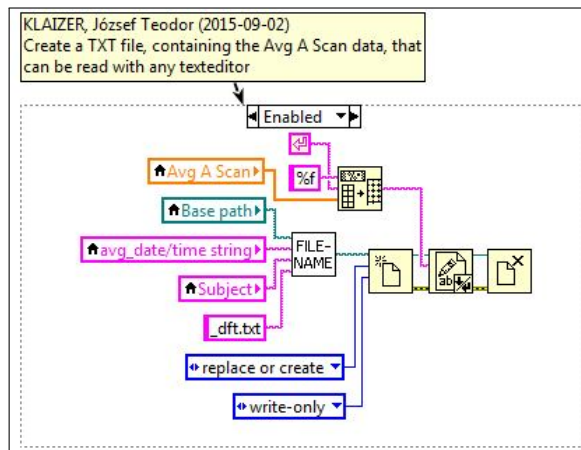 KLAIZER, József Teodor (2015-09-02)
Create a TXT file, containing the Avg A Scan data, that
can be read with any texteditor
Enabled
Avg A Scan
%f
Base path
avg_date/time string
FILE-
NAME
Subject
ab
_dft.txt
replace or create
write-only